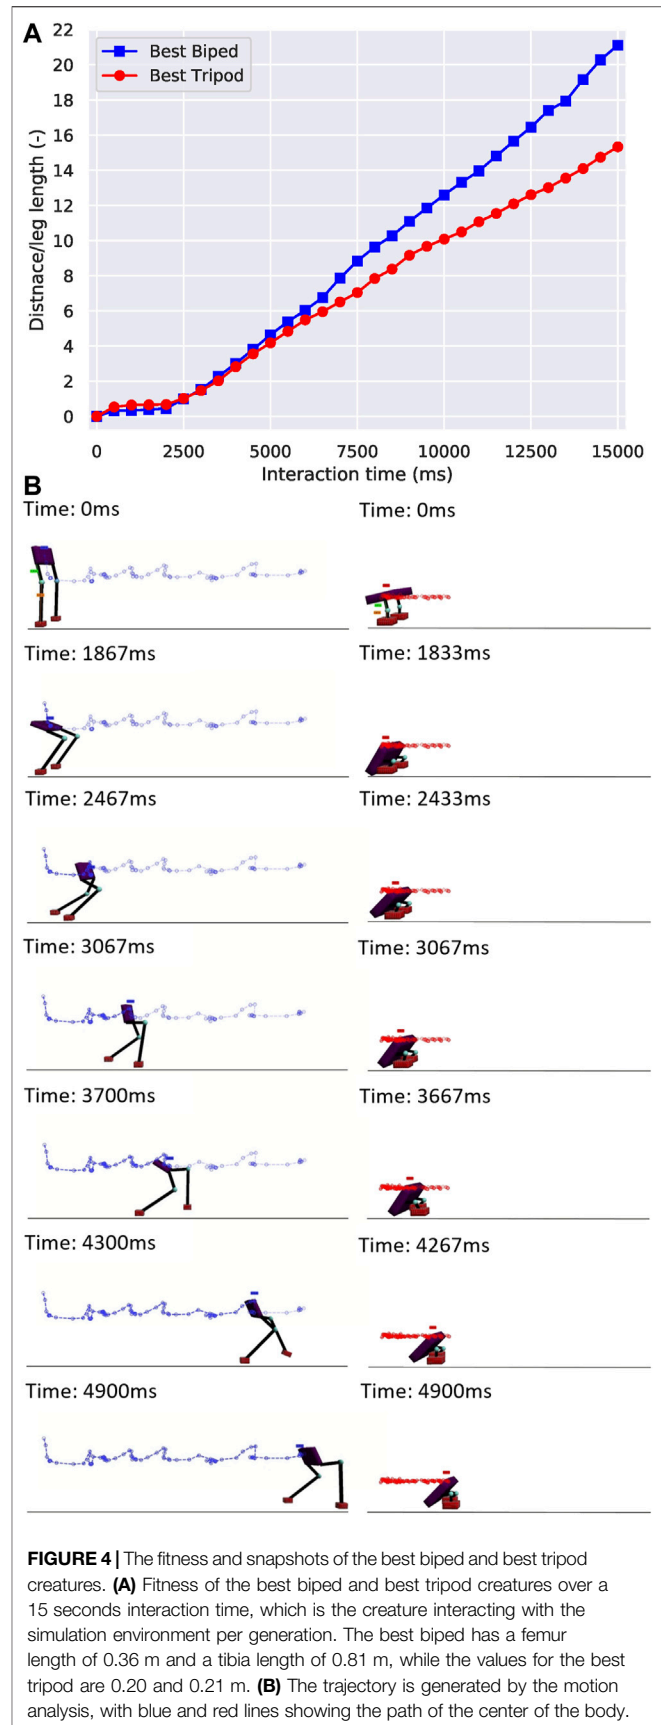 A
22
20
18
16
14
12
10
8
6
4
2
0
Distnace/leg length (-)
Best Biped
Best Tripod
0 2500 5000 7500 10000 12500 15000
Interaction time (ms)
B
Time: 0ms Time: 0ms
Time: 1867ms Time: 1833ms
Time: 2467ms Time: 2433ms
Time: 3067ms Time: 3067ms
Time: 3700ms Time: 3667ms
Time: 4300ms Time: 4267ms
Time: 4900ms Time: 4900ms
FIGURE 4 | The fitness and snapshots of the best biped and best tripod
creatures. (A) Fitness of the best biped and best tripod creatures over a
15 seconds interaction time, which is the creature interacting with the
simulation environment per generation. The best biped has a femur
length of 0.36 m and a tibia length of 0.81 m, while the values for the best
tripod are 0.20 and 0.21 m. (B) The trajectory is generated by the motion
analysis, with blue and red lines showing the path of the center of the body.